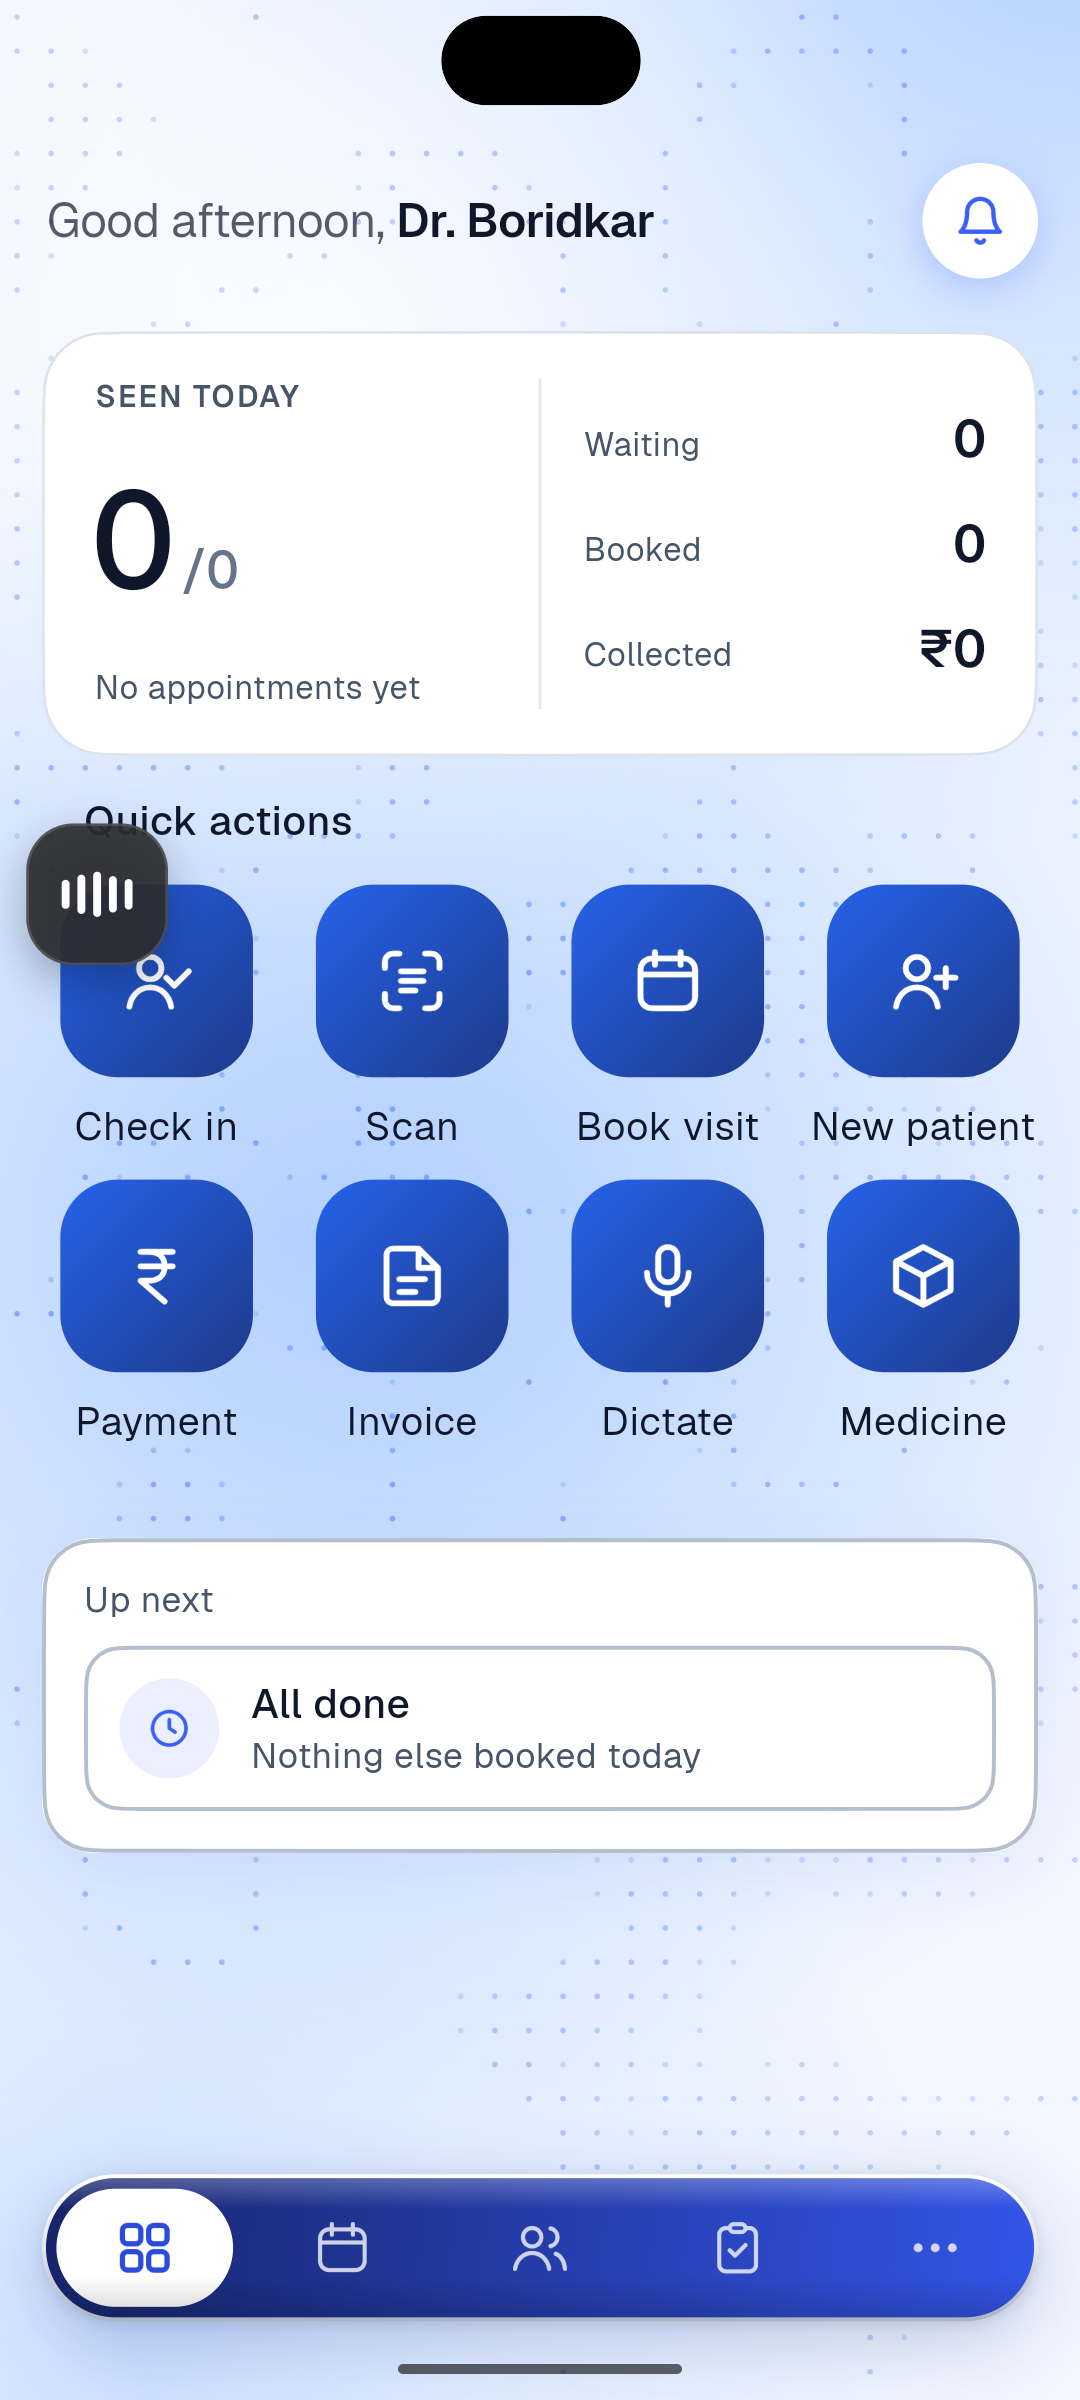 Good afternoon, Dr. Boridkar
SEEN TODAY
0/0
No appointments yet
Waiting 0
Booked 0
Collected ₹0
Quick actions
Check in
Scan
Book visit
New patient
₹
Payment
Invoice
Dictate
Medicine
Up next
All done
Nothing else booked today